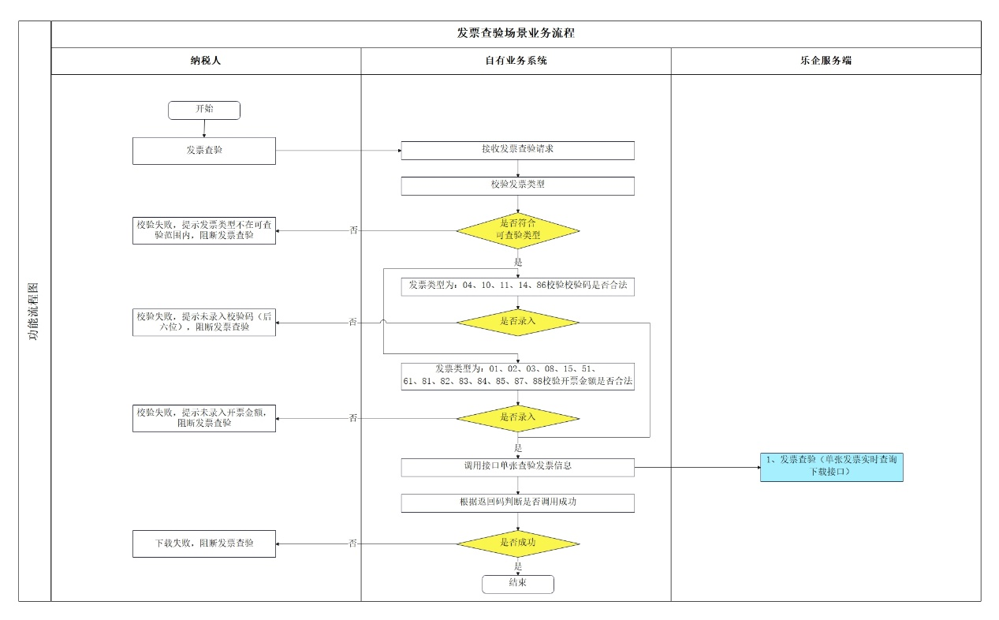 发票查验场景业务流程
纳税人
自有业务系统
乐企服务端
功能流程图
开始
发票查验
接收发票查验请求
校验发票类型
是否符合
可查验类型
否
校验失败，提示发票类型不在可查
验范围内，阻断发票查验
是
发票类型为：04、10、11、14、86校验校验码是否合法
是否录入
否
校验失败，提示未录入校验码（后
六位），阻断发票查验
发票类型为：01、02、03、08、15、51、
61、81、82、83、84、85、87、88校验开票金额是否合法
是否录入
否
校验失败，提示未录入开票金额，
阻断发票查验
是
调用接口单张查验发票信息
1、发票查验（单张发票实时查询
下载接口）
根据返回码判断是否调用成功
是否成功
否
下载失败，阻断发票查验
是
结束